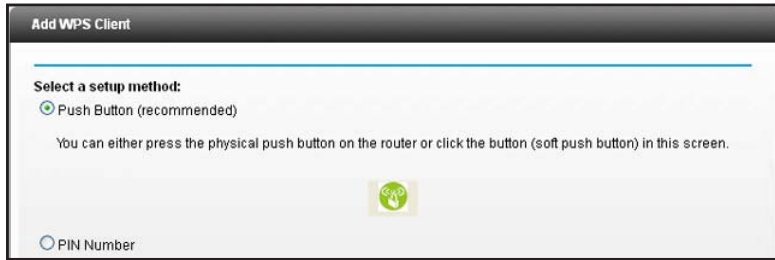 Add WPS Client
Select a setup method:
Push Button (recommended)
You can either press the physical push button on the router or click the button (soft push button) in this screen.
PIN Number